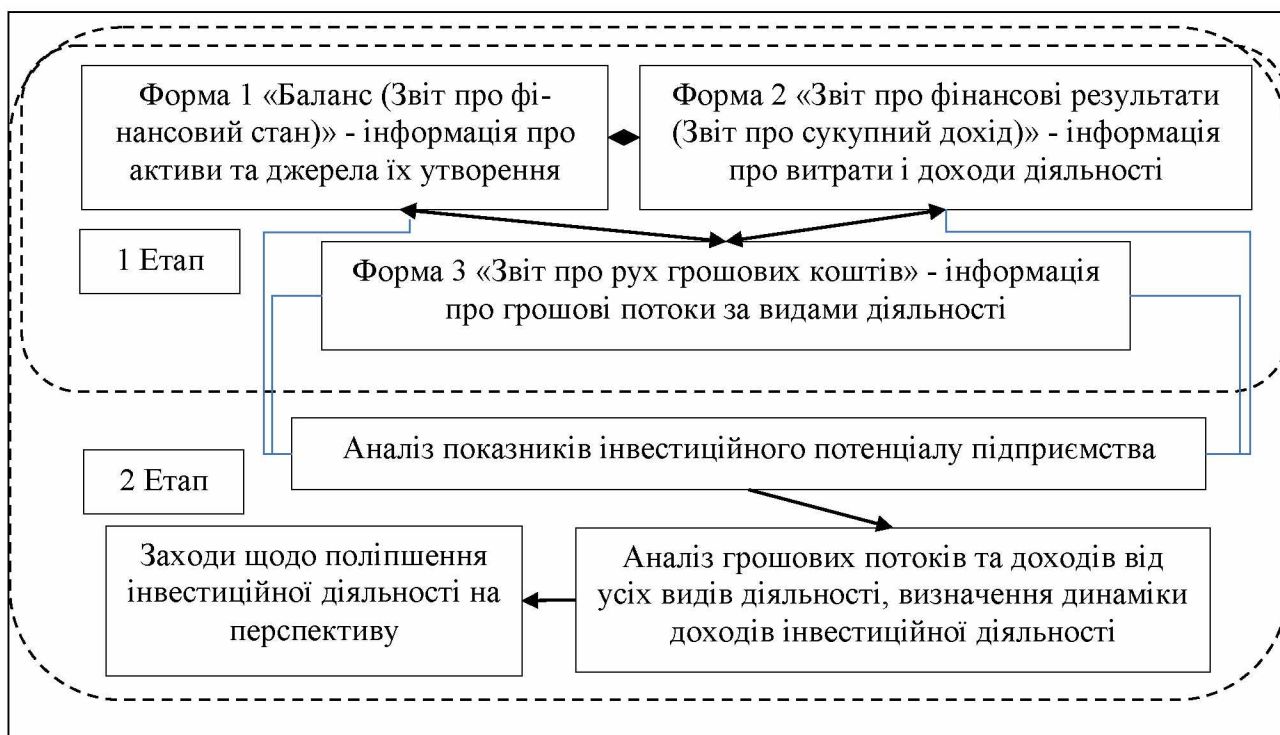 Форма 1 «Баланс (Звіт про фі-
нансовий стан)» - інформація про
активи та джерела їх утворення
Форма 2 «Звіт про фінансові результати
(Звіт про сукупний дохід)» - інформація
про витрати і доходи діяльності
1 Етап
Форма 3 «Звіт про рух грошових коштів» - інформація
про грошові потоки за видами діяльності
Аналіз показників інвестиційного потенціалу підприємства
2 Етап
Заходи щодо поліпшення
інвестиційної діяльності на
перспективу
Аналіз грошових потоків та доходів від
усіх видів діяльності, визначення динаміки
доходів інвестиційної діяльності